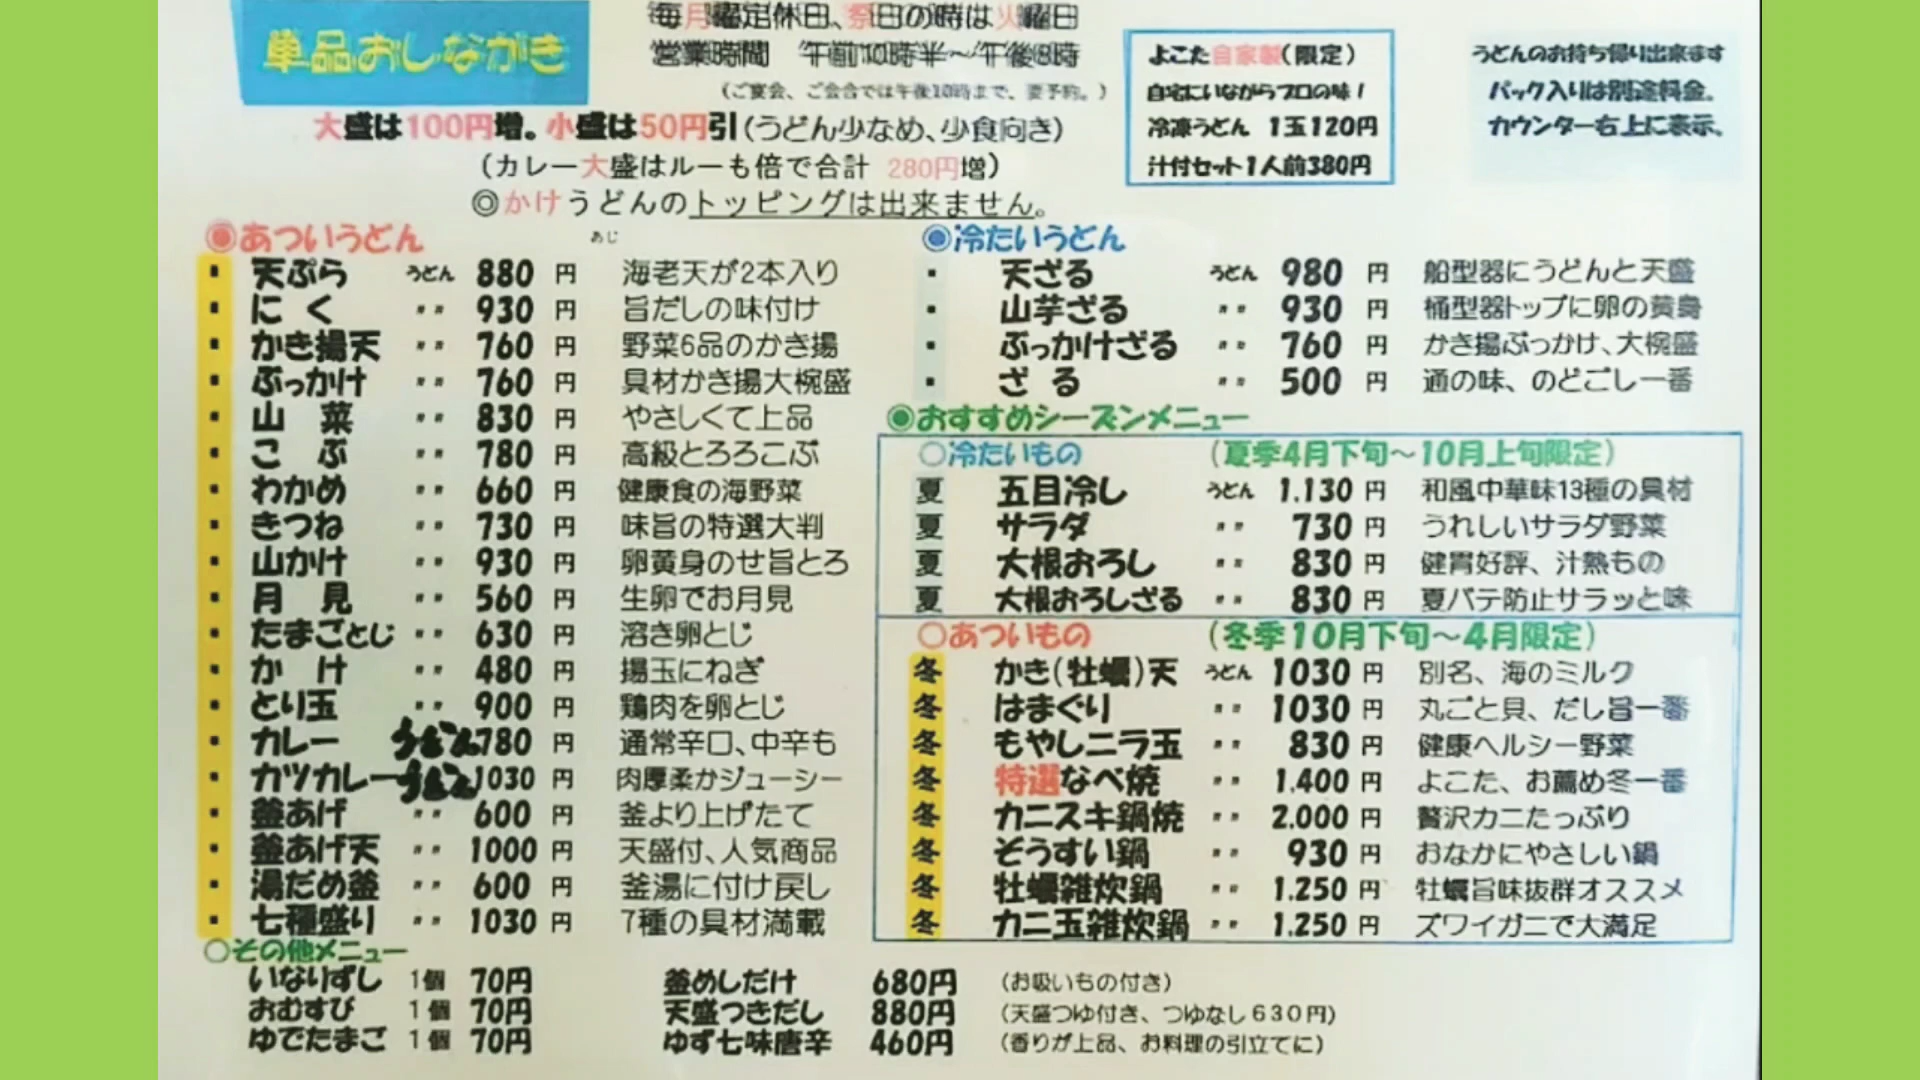 単品おしながき
毎月曜定休日、祭日の時は火曜日
営業時間 午前10時半～午後8時
(ご宴会、ご会合では午後10時まで、要予約。)
大盛は100円増。小盛は50円引(うどん少なめ、少食向き)
(カレー大盛はルーも倍で合計 280円増)
◎かけうどんのトッピングは出来ません。
よこた自家製(限定)
自宅にいながらプロの味!
冷凍うどん 1玉120円
汁付セット1人前380円
うどんのお持ち帰り出来ます
パック入りは別途料金。
カウンター右上に表示、
◉あついうどん
あじ
▪ 天ぷら うどん 880 円 海老天が2本入り
▪ にく 〃 930 円 旨だしの味付け
▪ かき揚天 〃 760 円 野菜6品のかき揚
▪ ぶっかけ 〃 760 円 具材かき揚大椀盛
▪ 山菜 〃 830 円 やさしくて上品
▪ こぶ 〃 780 円 高級とろろこぶ
▪ わかめ 〃 660 円 健康食の海野菜
▪ きつね 〃 730 円 味旨の特選大判
▪ 山かけ 〃 930 円 卵黄身のせ旨とろ
▪ 月見 〃 560 円 生卵でお月見
▪ たまごとじ 〃 630 円 溶き卵とじ
▪ かけ 〃 480 円 揚玉にねぎ
▪ とり玉 〃 900 円 鶏肉を卵とじ
▪ カレー うどん 780 円 通常辛口、中辛も
▪ カツカレー うどん 1030 円 肉厚柔かジューシー
▪ 釜あげ 〃 600 円 釜より上げたて
▪ 釜あげ天 〃 1000 円 天盛付、人気商品
▪ 湯だめ釜 〃 600 円 釜湯に付け戻し
▪ 七種盛り 〃 1030 円 7種の具材満載
◉冷たいうどん
▪ 天ざる うどん 980 円 船型器にうどんと天盛
▪ 山芋ざる 〃 930 円 桶型器トップに卵の黄身
▪ ぶっかけざる 〃 760 円 かき揚ぶっかけ、大椀盛
▪ ざる 〃 500 円 通の味、のどごし一番
◉おすすめシーズンメニュー
○冷たいもの (夏季4月下旬～10月上旬限定)
夏 五目冷し うどん 1.130 円 和風中華味13種の具材
夏 サラダ 〃 730 円 うれしいサラダ野菜
夏 大根おろし 〃 830 円 健胃好評、汁熱もの
夏 大根おろしざる 〃 830 円 夏バテ防止サラッと味
○あついもの (冬季10月下旬～4月限定)
冬 かき(牡蠣)天 うどん 1030 円 別名、海のミルク
冬 はまぐり 〃 1030 円 丸ごと貝、だし旨一番
冬 もやしニラ玉 〃 830 円 健康ヘルシー野菜
冬 特選なべ焼 〃 1.400 円 よこた、お薦め冬一番
冬 カニスキ鍋焼 〃 2.000 円 贅沢カニたっぷり
冬 ぞうすい鍋 〃 930 円 おなかにやさしい鍋
冬 牡蠣雑炊鍋 〃 1.250 円 牡蠣旨味抜群オススメ
冬 カニ玉雑炊鍋 〃 1.250 円 ズワイガニで大満足
○その他メニュー
いなりずし 1個 70円
おむすび 1個 70円
ゆでたまご 1個 70円
釜めしだけ 680円 (お吸いもの付き)
天盛つきだし 880円 (天盛つゆ付き、つゆなし630円)
ゆず七味唐辛 460円 (香りが上品、お料理の引立てに)